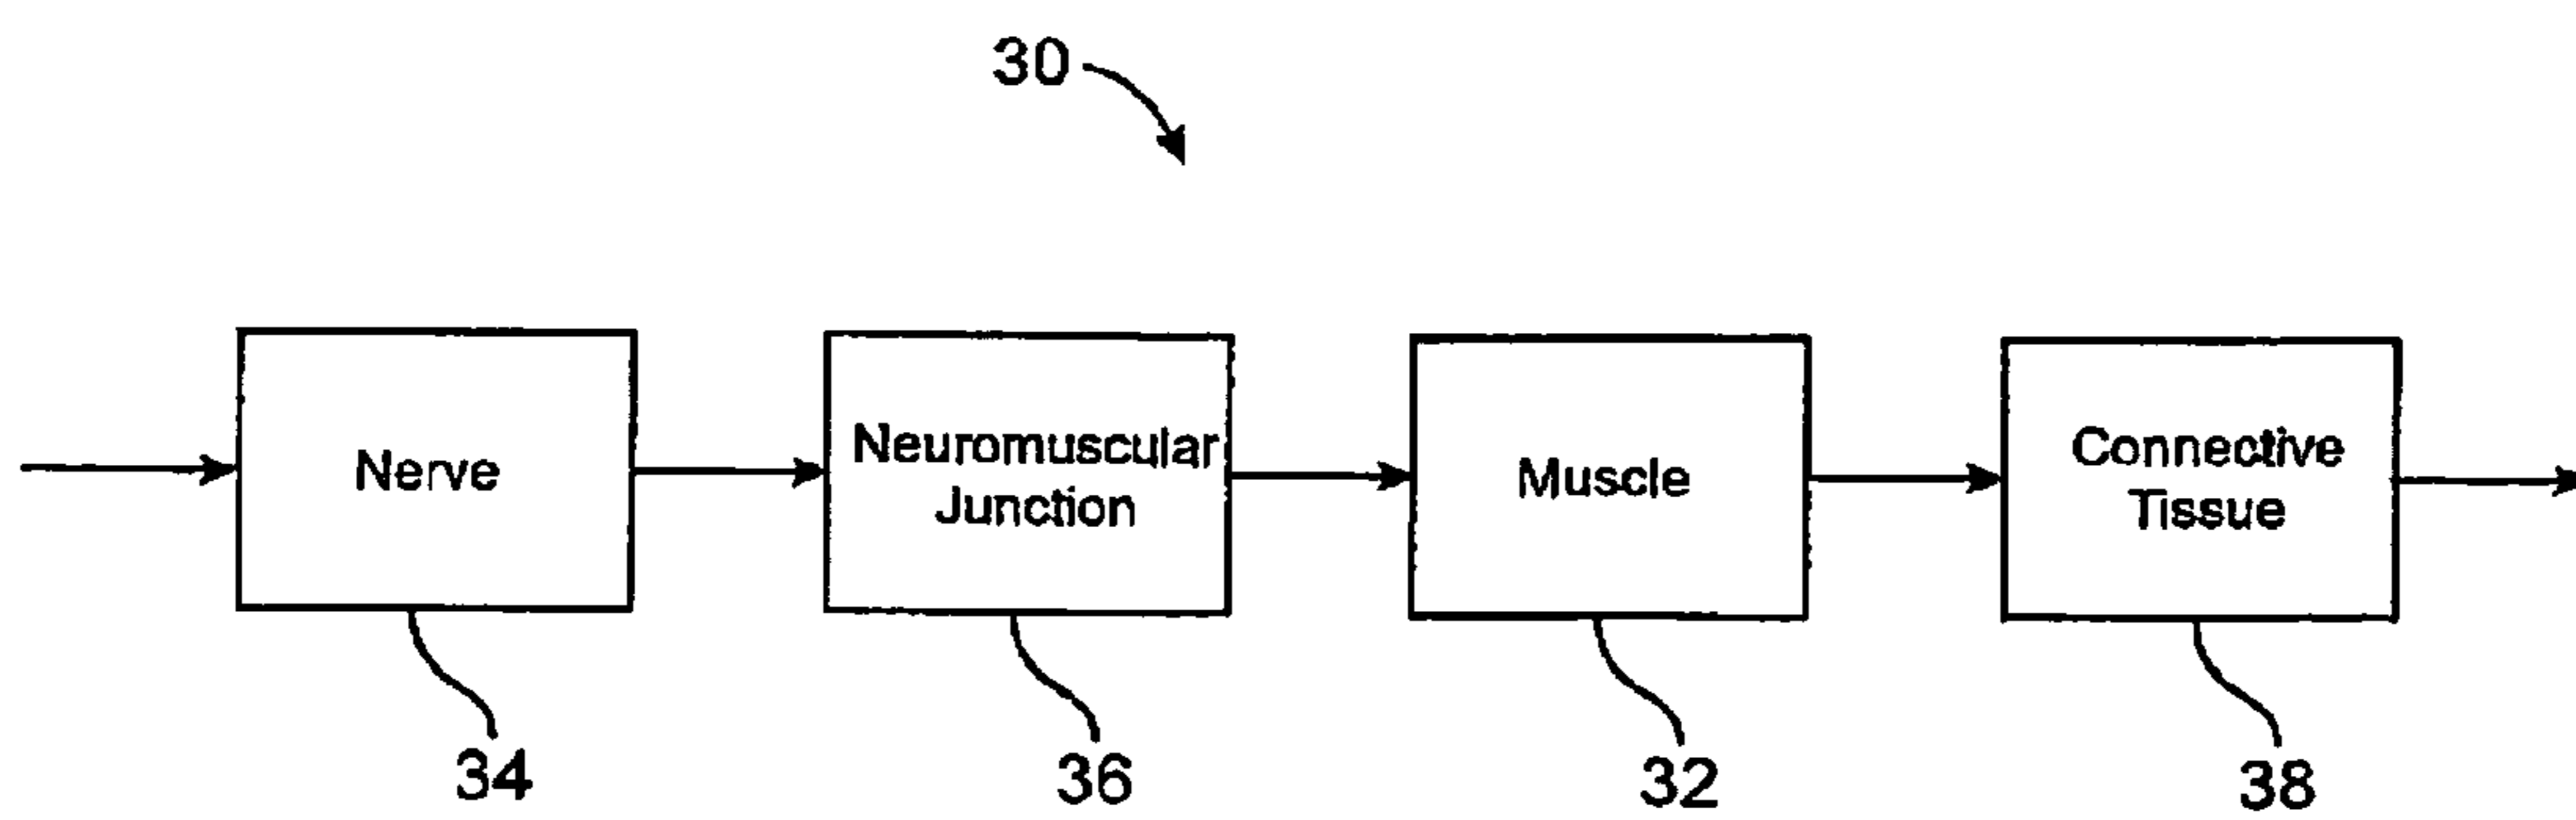 30
Nerve
Neuromuscular
Junction
Muscle
Connective
Tissue
34
36
32
38